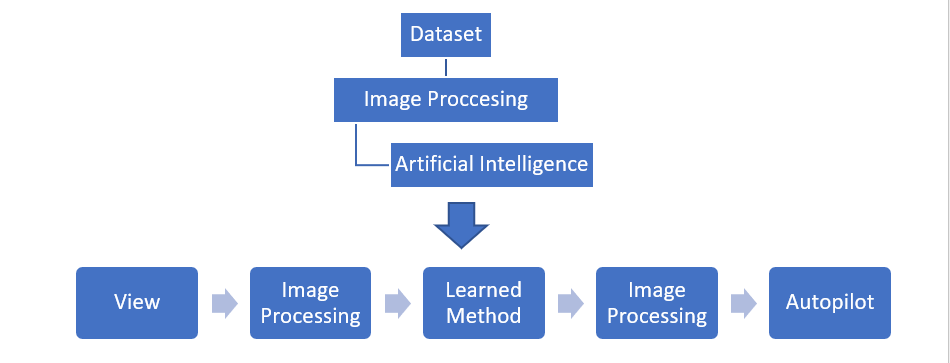 Dataset
Image Proccesing
Artificial Intelligence
View
Image
Processing
Learned
Method
Image
Processing
Autopilot